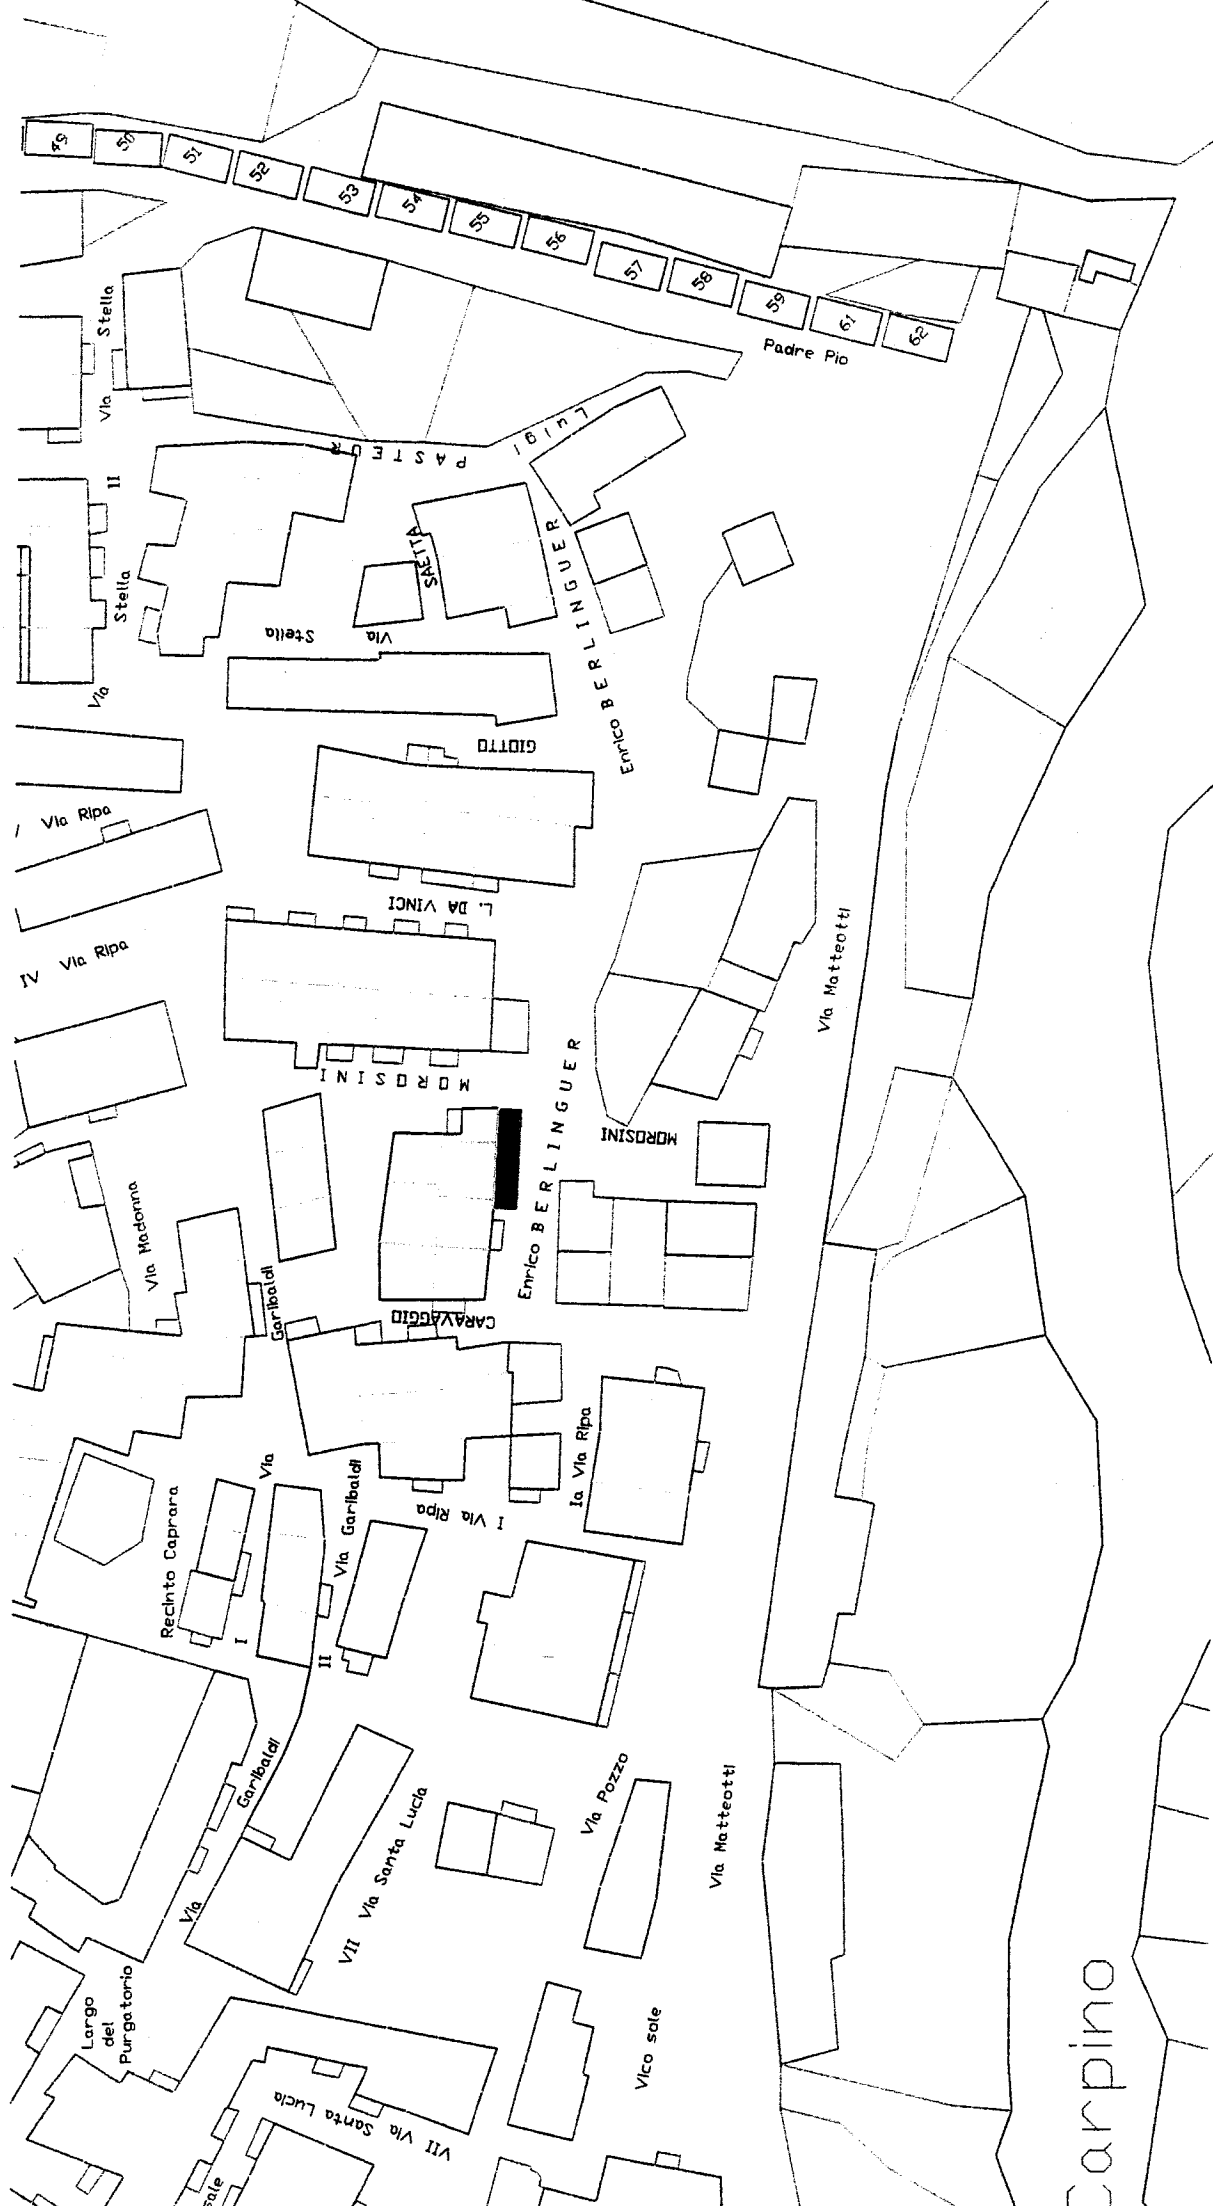 49
50
51
52
53
54
55
56
57
58
59
61
62
Padre Pio
Via Stella
Luigi
PASTEUR
II
Via Stella
SAETTA
Enrico BERLINGUER
Via Stella
GIOTTO
Via Ripa
L. DA VINCI
IV Via Ripa
Via Matteotti
MOROSINI
Enrico BERLINGUER
MOROSINI
Via Madonna
Garibaldi
CARAVAGGIO
Ia Via Ripa
I Via Ripa
Via
Recinto Caprara
I
Via Garibaldi
II
Via Garibaldi
Via Pozzo
Via Matteotti
VII Via Santa Lucia
Largo
del
Purgatorio
Vico sole
VII Via Santa Lucia
sole
Carpino